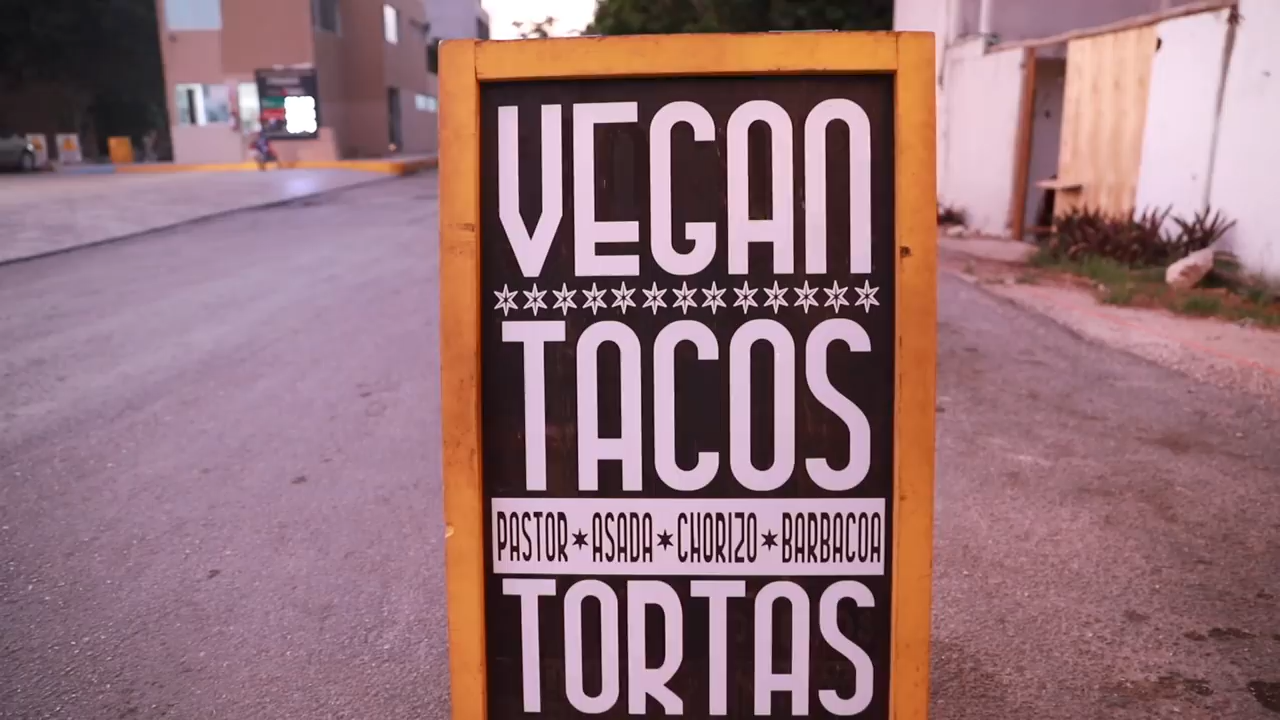 VEGAN
TACOS
PASTOR ✶ ASADA ✶ CHORIZO ✶ BARBACOA
TORTAS